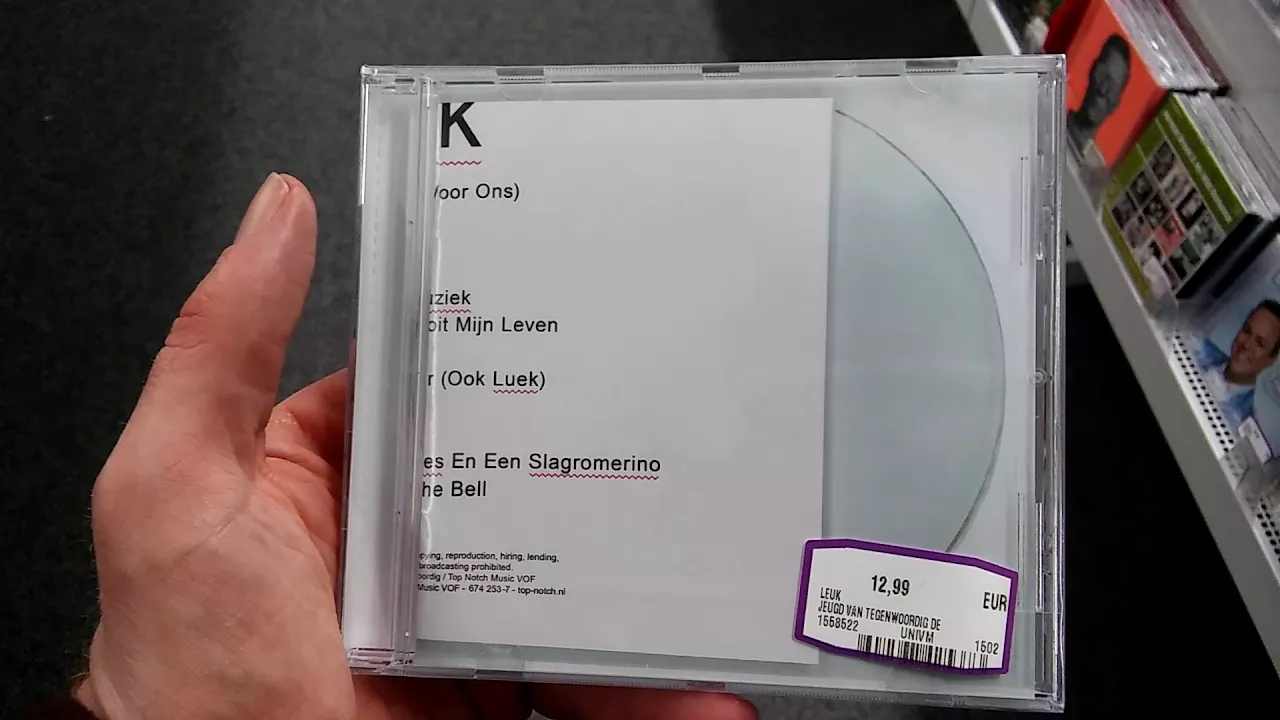 K
Voor Ons)
uziek
oit Mijn Leven
r (Ook Luek)
es En Een Slagromerino
he Bell
pying, reproduction, hiring, lending,
broadcasting prohibited.
oordig / Top Notch Music VOF
Music VOF - 674 253-7 - top-notch.nl
12,99
LEUK EUR
JEUGD VAN TEGENWOORDIG DE
1558522 UNIVM 1502